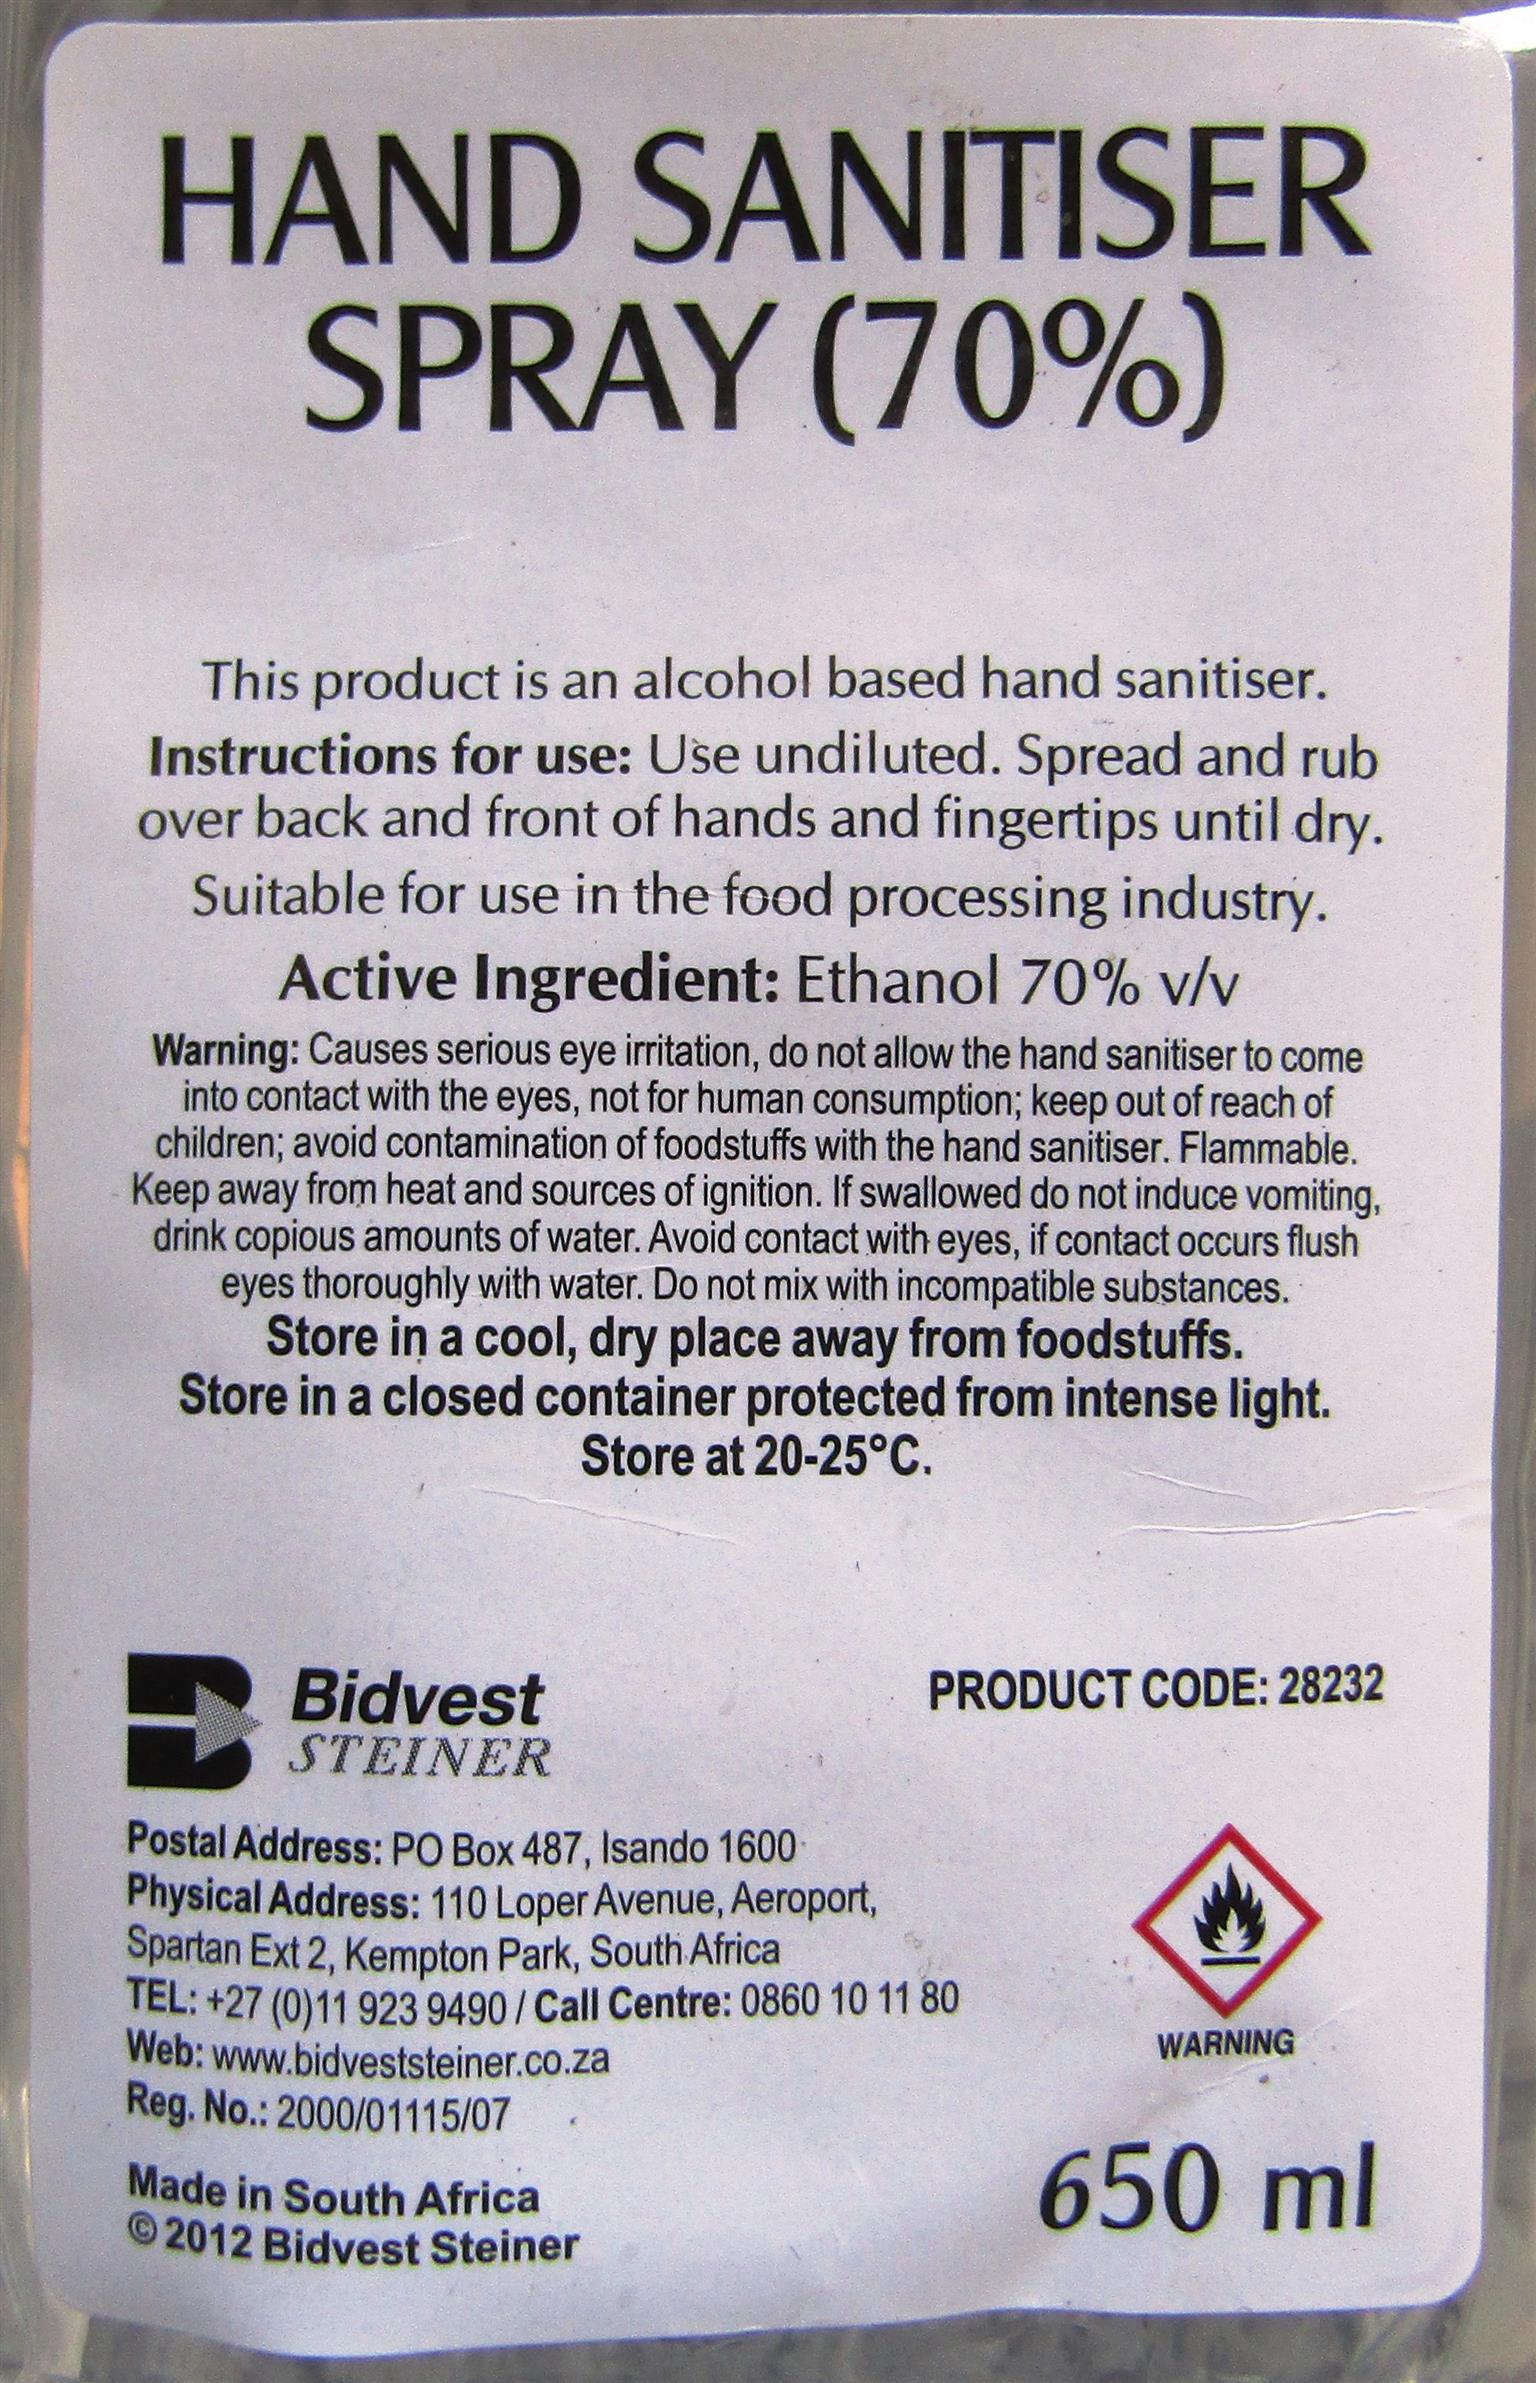 HAND SANITISER
SPRAY (70%)
This product is an alcohol based hand sanitiser.
Instructions for use: Use undiluted. Spread and rub
over back and front of hands and fingertips until dry.
Suitable for use in the food processing industry.
Active Ingredient: Ethanol 70% v/v
Warning: Causes serious eye irritation, do not allow the hand sanitiser to come
into contact with the eyes, not for human consumption; keep out of reach of
children; avoid contamination of foodstuffs with the hand sanitiser. Flammable.
Keep away from heat and sources of ignition. If swallowed do not induce vomiting,
drink copious amounts of water. Avoid contact with eyes, if contact occurs flush
eyes thoroughly with water. Do not mix with incompatible substances.
Store in a cool, dry place away from foodstuffs.
Store in a closed container protected from intense light.
Store at 20-25°C.
Bidvest
STEINER
PRODUCT CODE: 28232
Postal Address: PO Box 487, Isando 1600
Physical Address: 110 Loper Avenue, Aeroport,
Spartan Ext 2, Kempton Park, South Africa
TEL: +27 (0)11 923 9490 / Call Centre: 0860 10 11 80
Web: www.bidveststeiner.co.za
Reg. No.: 2000/01115/07
Made in South Africa
© 2012 Bidvest Steiner
WARNING
650 ml